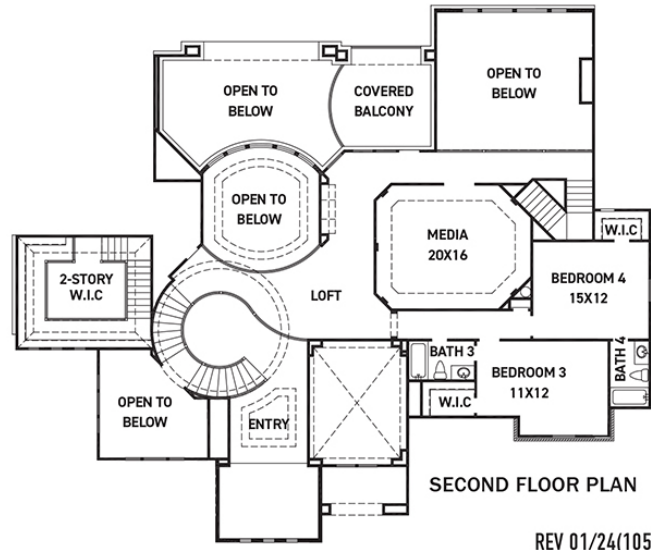 OPEN TO
BELOW
COVERED
BALCONY
OPEN TO
BELOW
OPEN TO
BELOW
MEDIA
20X16
W.I.C
2-STORY
W.I.C
BEDROOM 4
15X12
LOFT
BATH 3
BATH 4
BEDROOM 3
11X12
OPEN TO
BELOW
W.I.C
ENTRY
SECOND FLOOR PLAN
REV 01/24(105